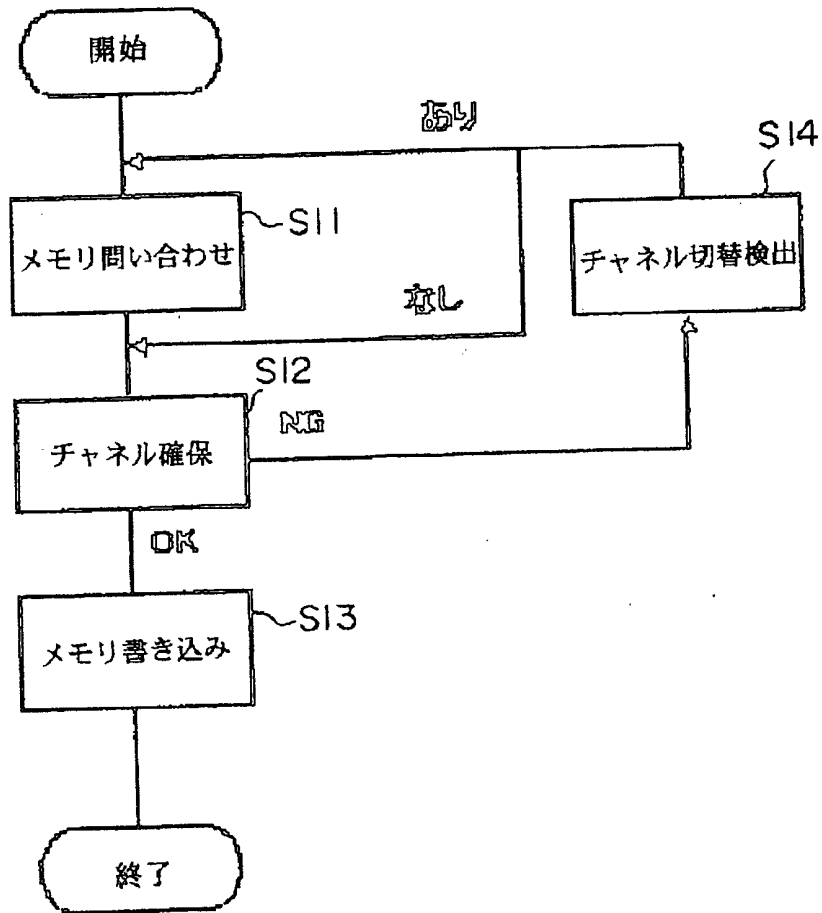 開始
あり
S14
メモリ問い合わせ
S11
チャネル切替検出
なし
S12
チャネル確保
NG
OK
メモリ書き込み
S13
終了